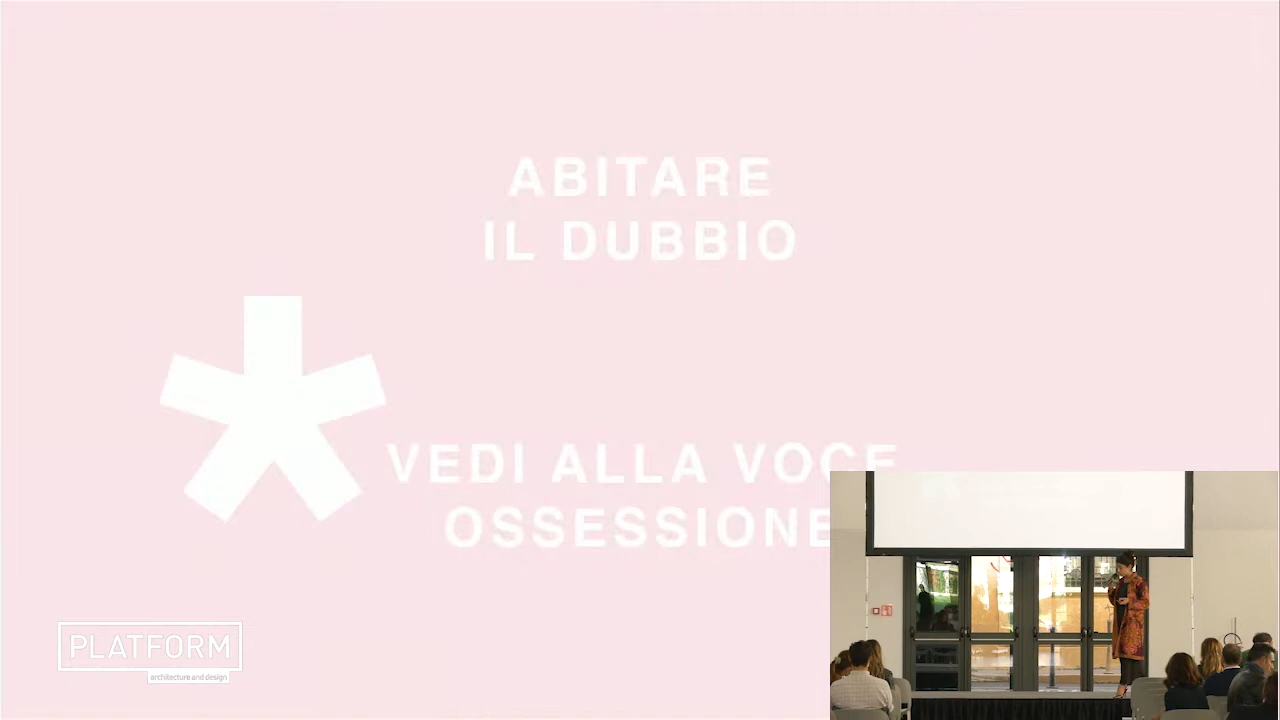 ABITARE
IL DUBBIO
VEDI ALLA VOCE
OSSESSIONE
PLATFORM
architecture and design